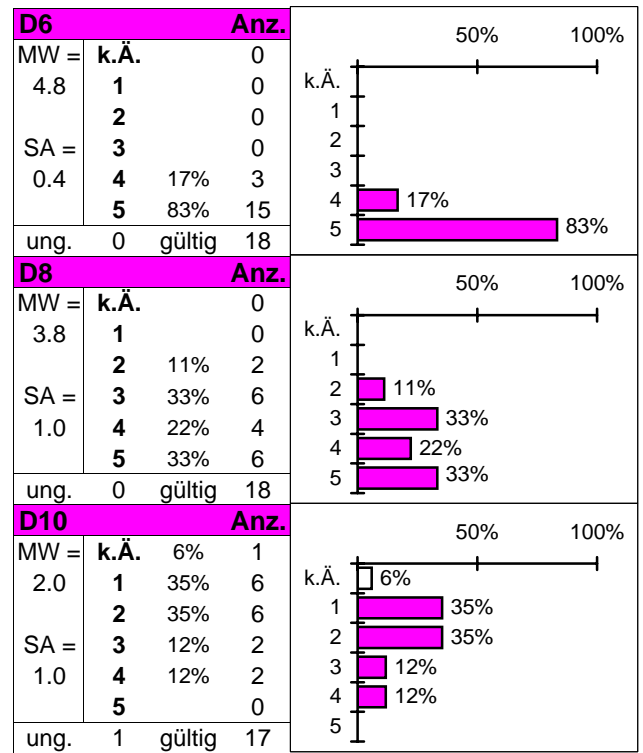 D6 Anz.
MW = k.Ä. 0
4.8 1 0
2 0
SA = 3 0
0.4 4 17% 3
5 83% 15
ung. 0 gültig 18
50% 100%
k.Ä.
1
2
3
4 17%
5 83%
D8 Anz.
MW = k.Ä. 0
3.8 1 0
2 11% 2
SA = 3 33% 6
1.0 4 22% 4
5 33% 6
ung. 0 gültig 18
50% 100%
k.Ä.
1
2 11%
3 33%
4 22%
5 33%
D10 Anz.
MW = k.Ä. 6% 1
2.0 1 35% 6
2 35% 6
SA = 3 12% 2
1.0 4 12% 2
5 0
ung. 1 gültig 17
50% 100%
k.Ä. 6%
1 35%
2 35%
3 12%
4 12%
5